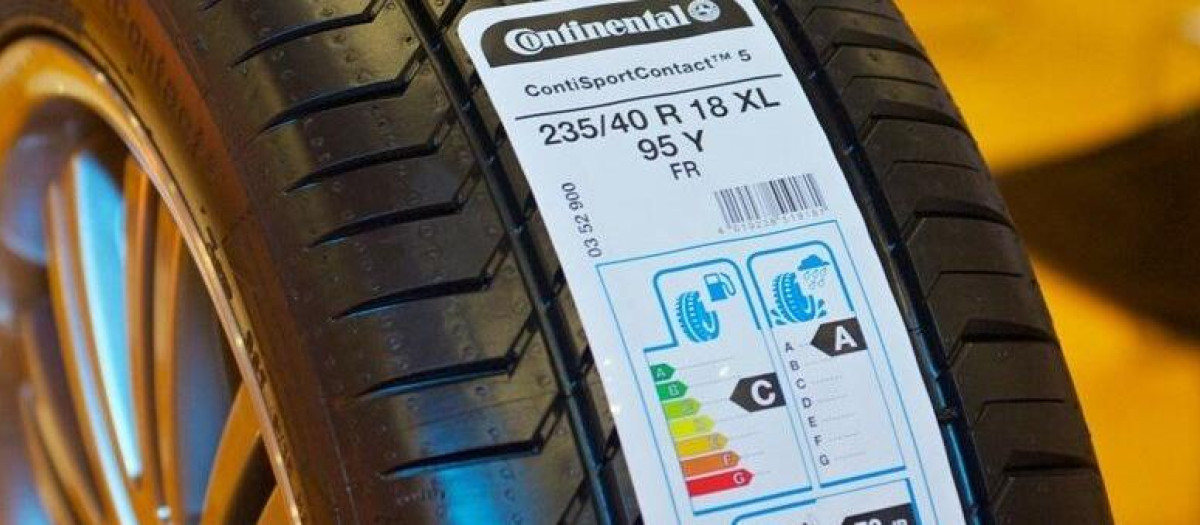 Continental
ContiSportContact™ 5
235/40 R 18 XL
95 Y
FR
03 52 900
A
B
C
D
E
F
G
A
A
B
C
F
G
C